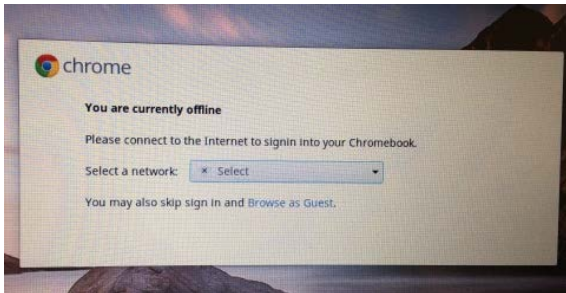 chrome
You are currently offline
Please connect to the Internet to signin into your Chromebook.
Select a network: × Select
You may also skip sign in and Browse as Guest.